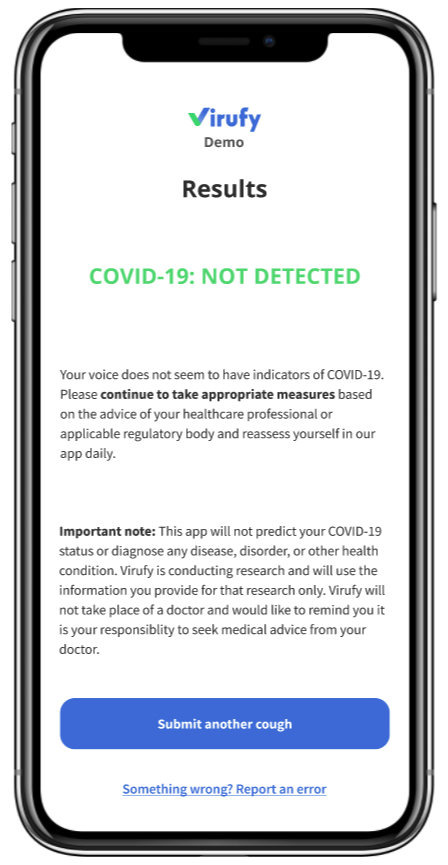 Virufy
Demo
Results
COVID-19: NOT DETECTED
Your voice does not seem to have indicators of COVID-19.
Please continue to take appropriate measures based
on the advice of your healthcare professional or
applicable regulatory body and reassess yourself in our
app daily.
Important note: This app will not predict your COVID-19
status or diagnose any disease, disorder, or other health
condition. Virufy is conducting research and will use the
information you provide for that research only. Virufy will
not take place of a doctor and would like to remind you it
is your responsiblity to seek medical advice from your
doctor.
Submit another cough
Something wrong? Report an error